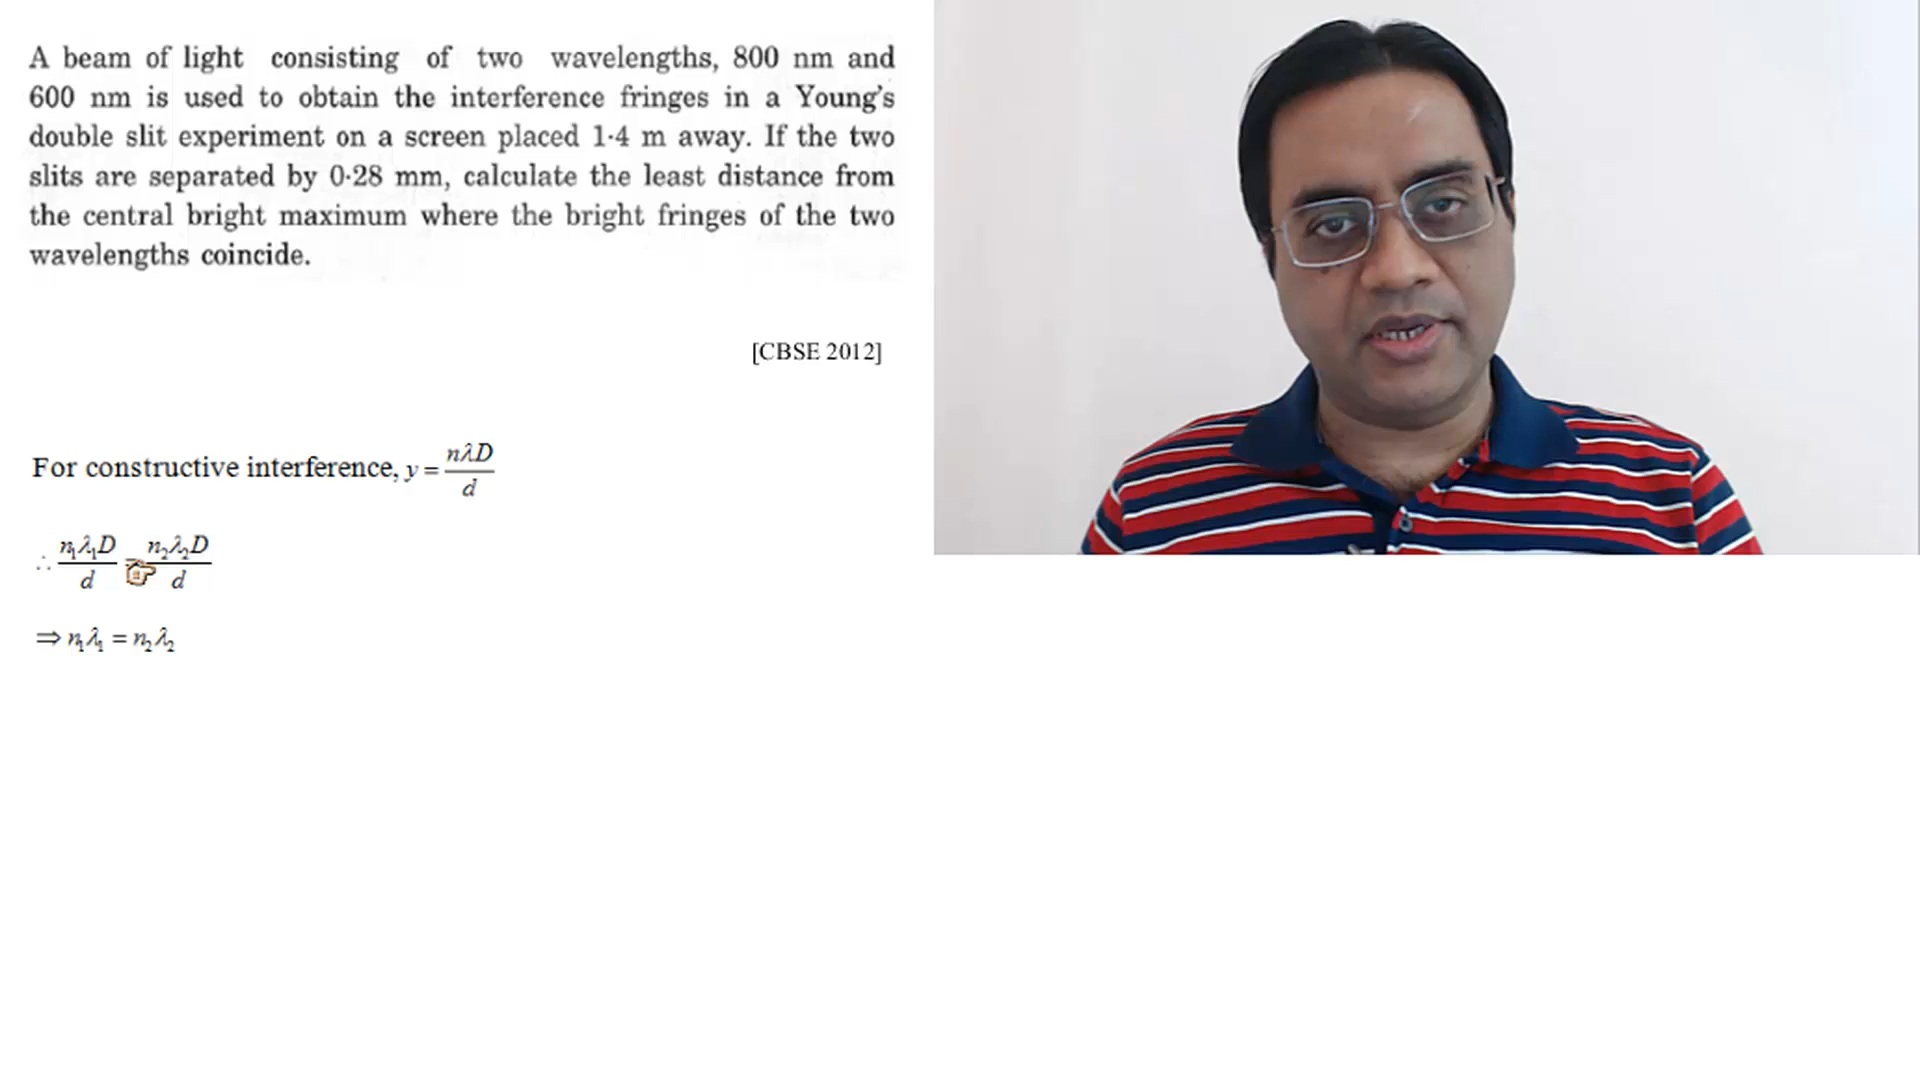 A beam of light consisting of two wavelengths, 800 nm and
600 nm is used to obtain the interference fringes in a Young's
double slit experiment on a screen placed 1·4 m away. If the two
slits are separated by 0·28 mm, calculate the least distance from
the central bright maximum where the bright fringes of the two
wavelengths coincide.
[CBSE 2012]
For constructive interference, y = nλD/d
∴ n₁λ₁D/d = n₂λ₂D/d
⇒ n₁λ₁ = n₂λ₂